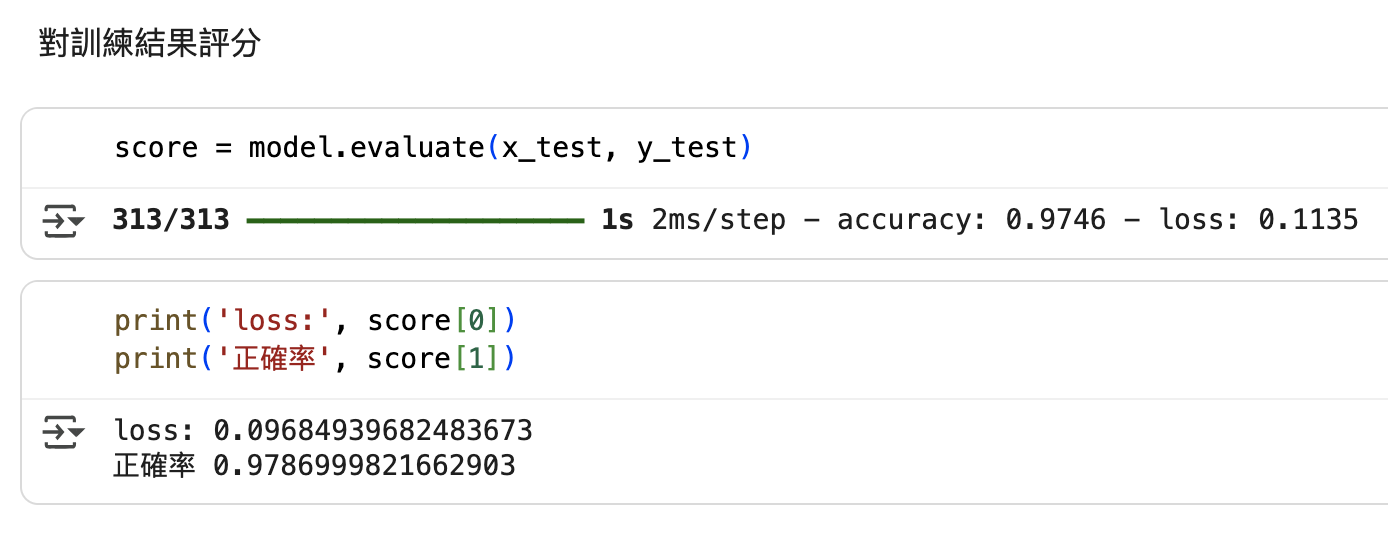 對訓練結果評分
score = model.evaluate(x_test, y_test)
313/313 ━━━━━━━━━━━━━━━━━━━━ 1s 2ms/step - accuracy: 0.9746 - loss: 0.1135
print('loss:', score[0])
print('正確率', score[1])
loss: 0.09684939682483673
正確率 0.9786999821662903